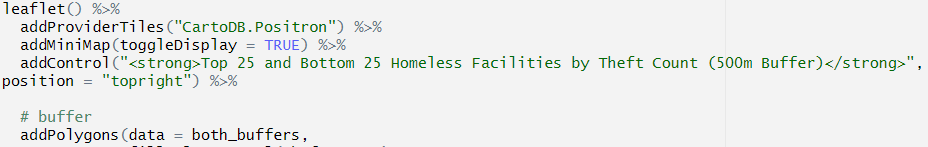 leaflet() %>%
  addProviderTiles("CartoDB.Positron") %>%
  addMiniMap(toggleDisplay = TRUE) %>%
  addControl("<strong>Top 25 and Bottom 25 Homeless Facilities by Theft Count (500m Buffer)</strong>",
position = "topright") %>%

  # buffer
  addPolygons(data = both_buffers,